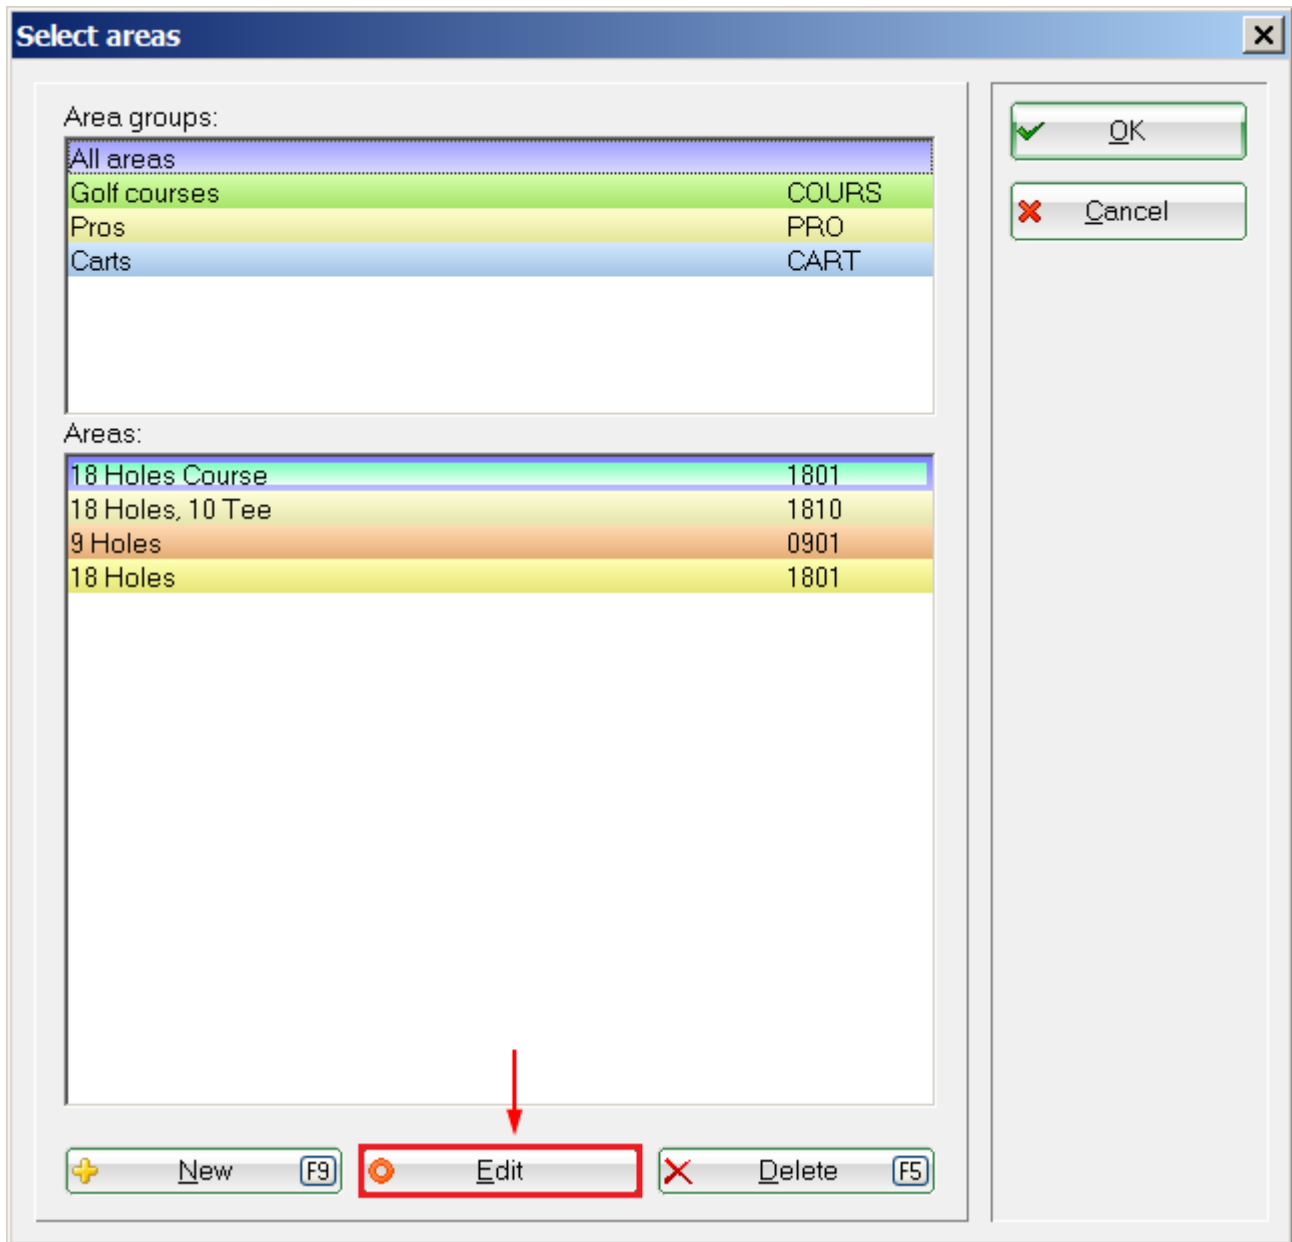 Select areas
Area groups:
All areas
Golf courses COURS
Pros PRO
Carts CART
Areas:
18 Holes Course 1801
18 Holes, 10 Tee 1810
9 Holes 0901
18 Holes 1801
New F9 Edit Delete F5
OK
Cancel